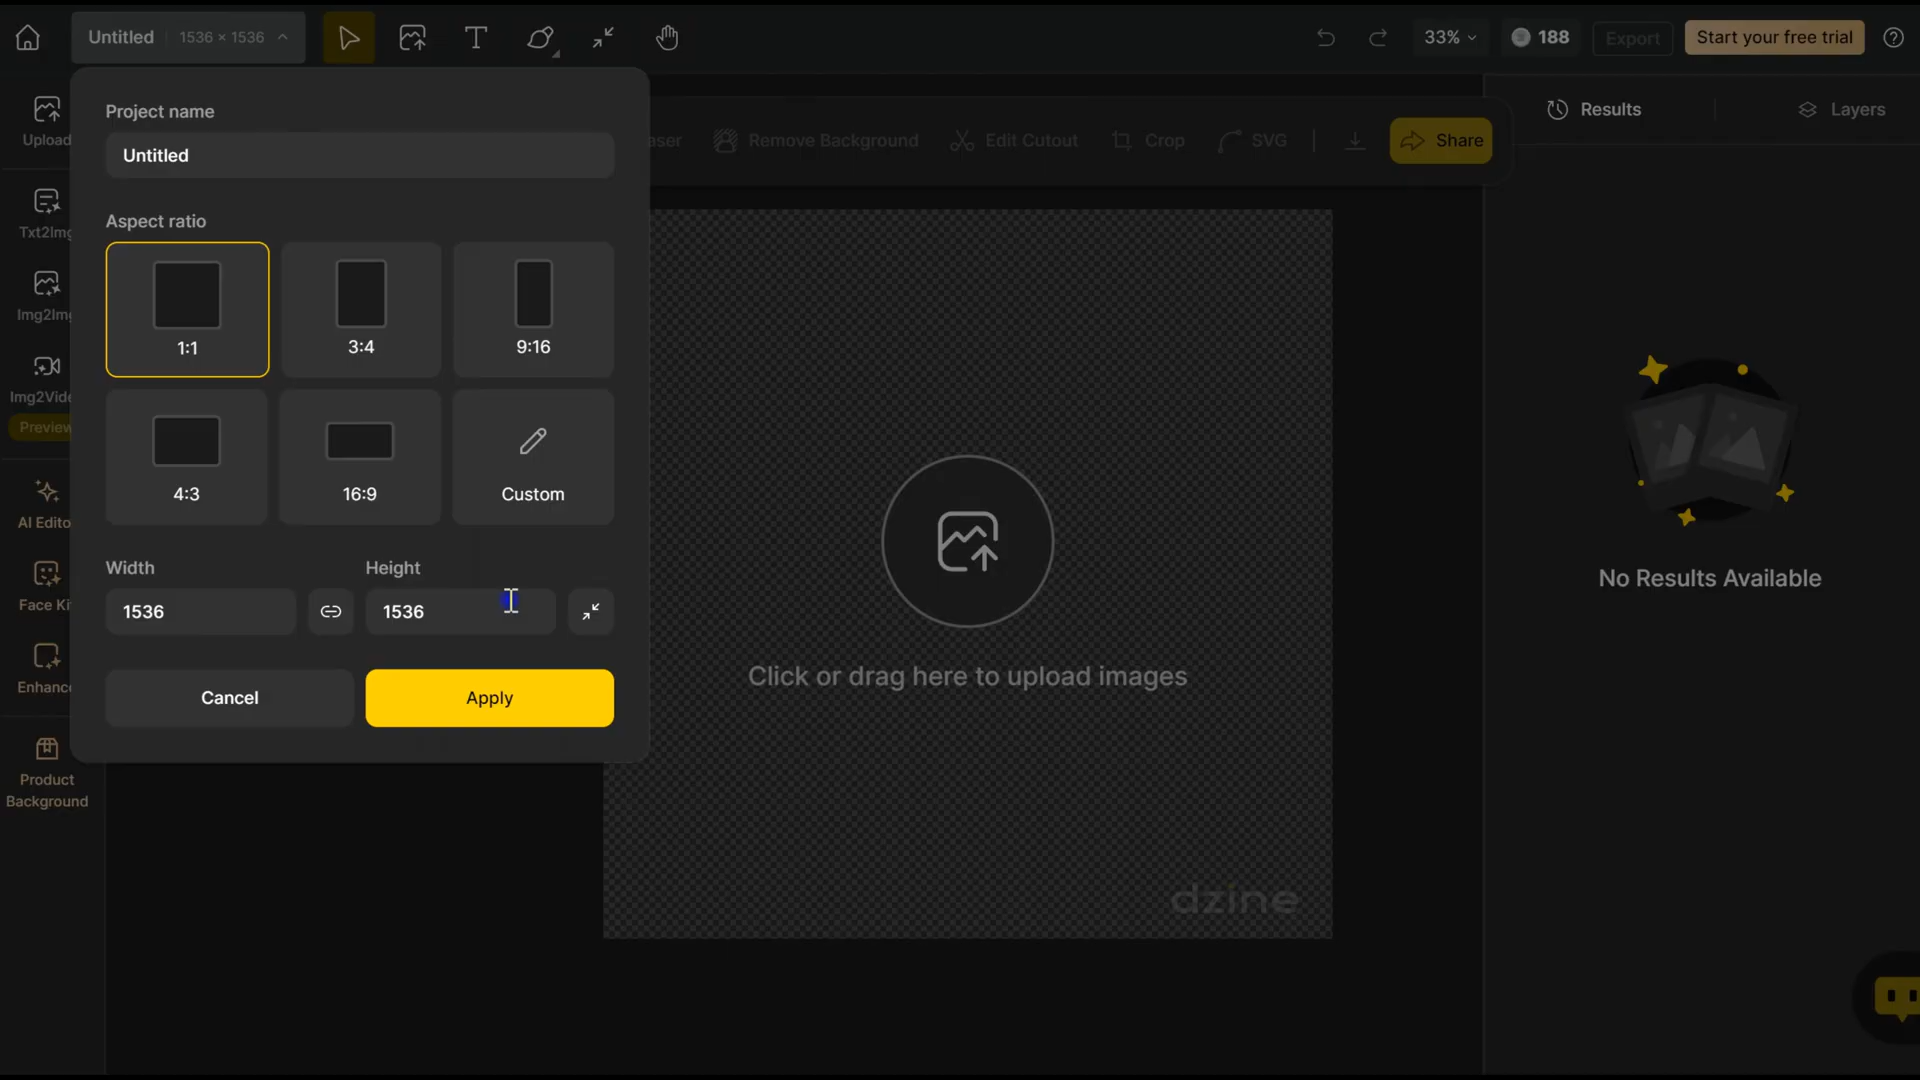 Untitled 1536 × 1536
33%
188
Export
Start your free trial
Upload
Txt2Img
Img2Img
Img2Vide
Preview
AI Edito
Face Ki
Enhance
Product
Background
Project name
Untitled
Aspect ratio
1:1
3:4
9:16
4:3
16:9
Custom
Width
Height
1536
1536
Cancel
Apply
aser
Remove Background
Edit Cutout
Crop
SVG
Share
Click or drag here to upload images
dzine
Results
Layers
No Results Available